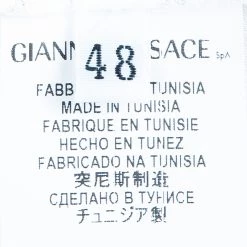 GIANN 48 SACE SpA
FABB TUNISIA
MADE IN TUNISIA
FABRIQUE EN TUNISIE
HECHO EN TUNEZ
FABRICADO NA TUNISIA
突尼斯制造
СДЕЛАНО В ТУНИСЕ
チュニジア製